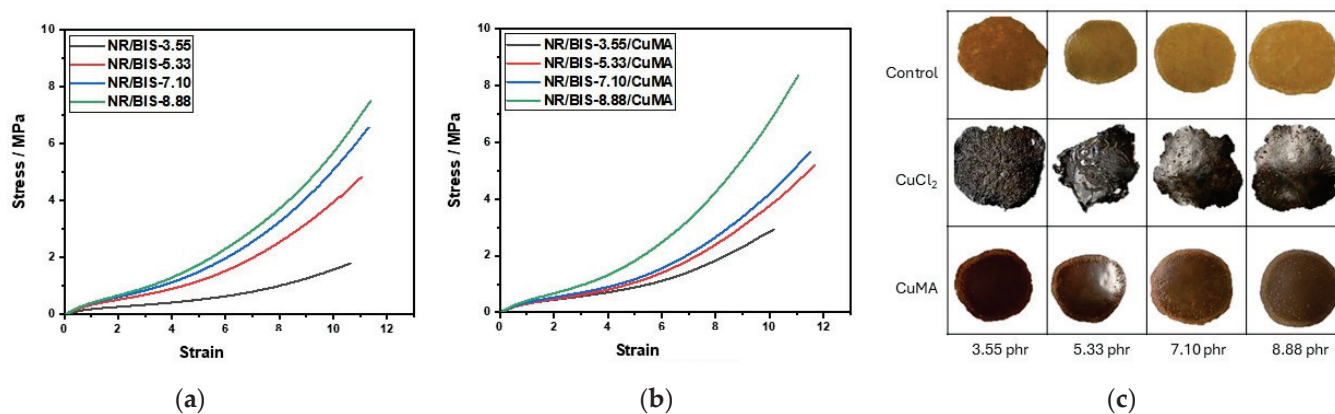 10
8
6
4
2
0
Stress / MPa
NR/BIS-3.55
NR/BIS-5.33
NR/BIS-7.10
NR/BIS-8.88
0 2 4 6 8 10 12
Strain
(a)
10
8
6
4
2
0
Stress / MPa
NR/BIS-3.55/CuMA
NR/BIS-5.33/CuMA
NR/BIS-7.10/CuMA
NR/BIS-8.88/CuMA
0 2 4 6 8 10 12
Strain
(b)
Control
CuCl₂
CuMA
3.55 phr 5.33 phr 7.10 phr 8.88 phr
(c)